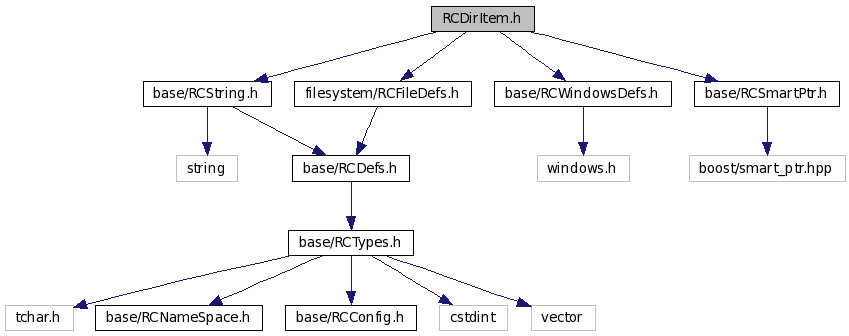 RCDirItem.h
base/RCString.h
filesystem/RCFileDefs.h
base/RCWindowsDefs.h
base/RCSmartPtr.h
string
base/RCDefs.h
windows.h
boost/smart_ptr.hpp
base/RCTypes.h
tchar.h
base/RCNameSpace.h
base/RCConfig.h
cstdint
vector